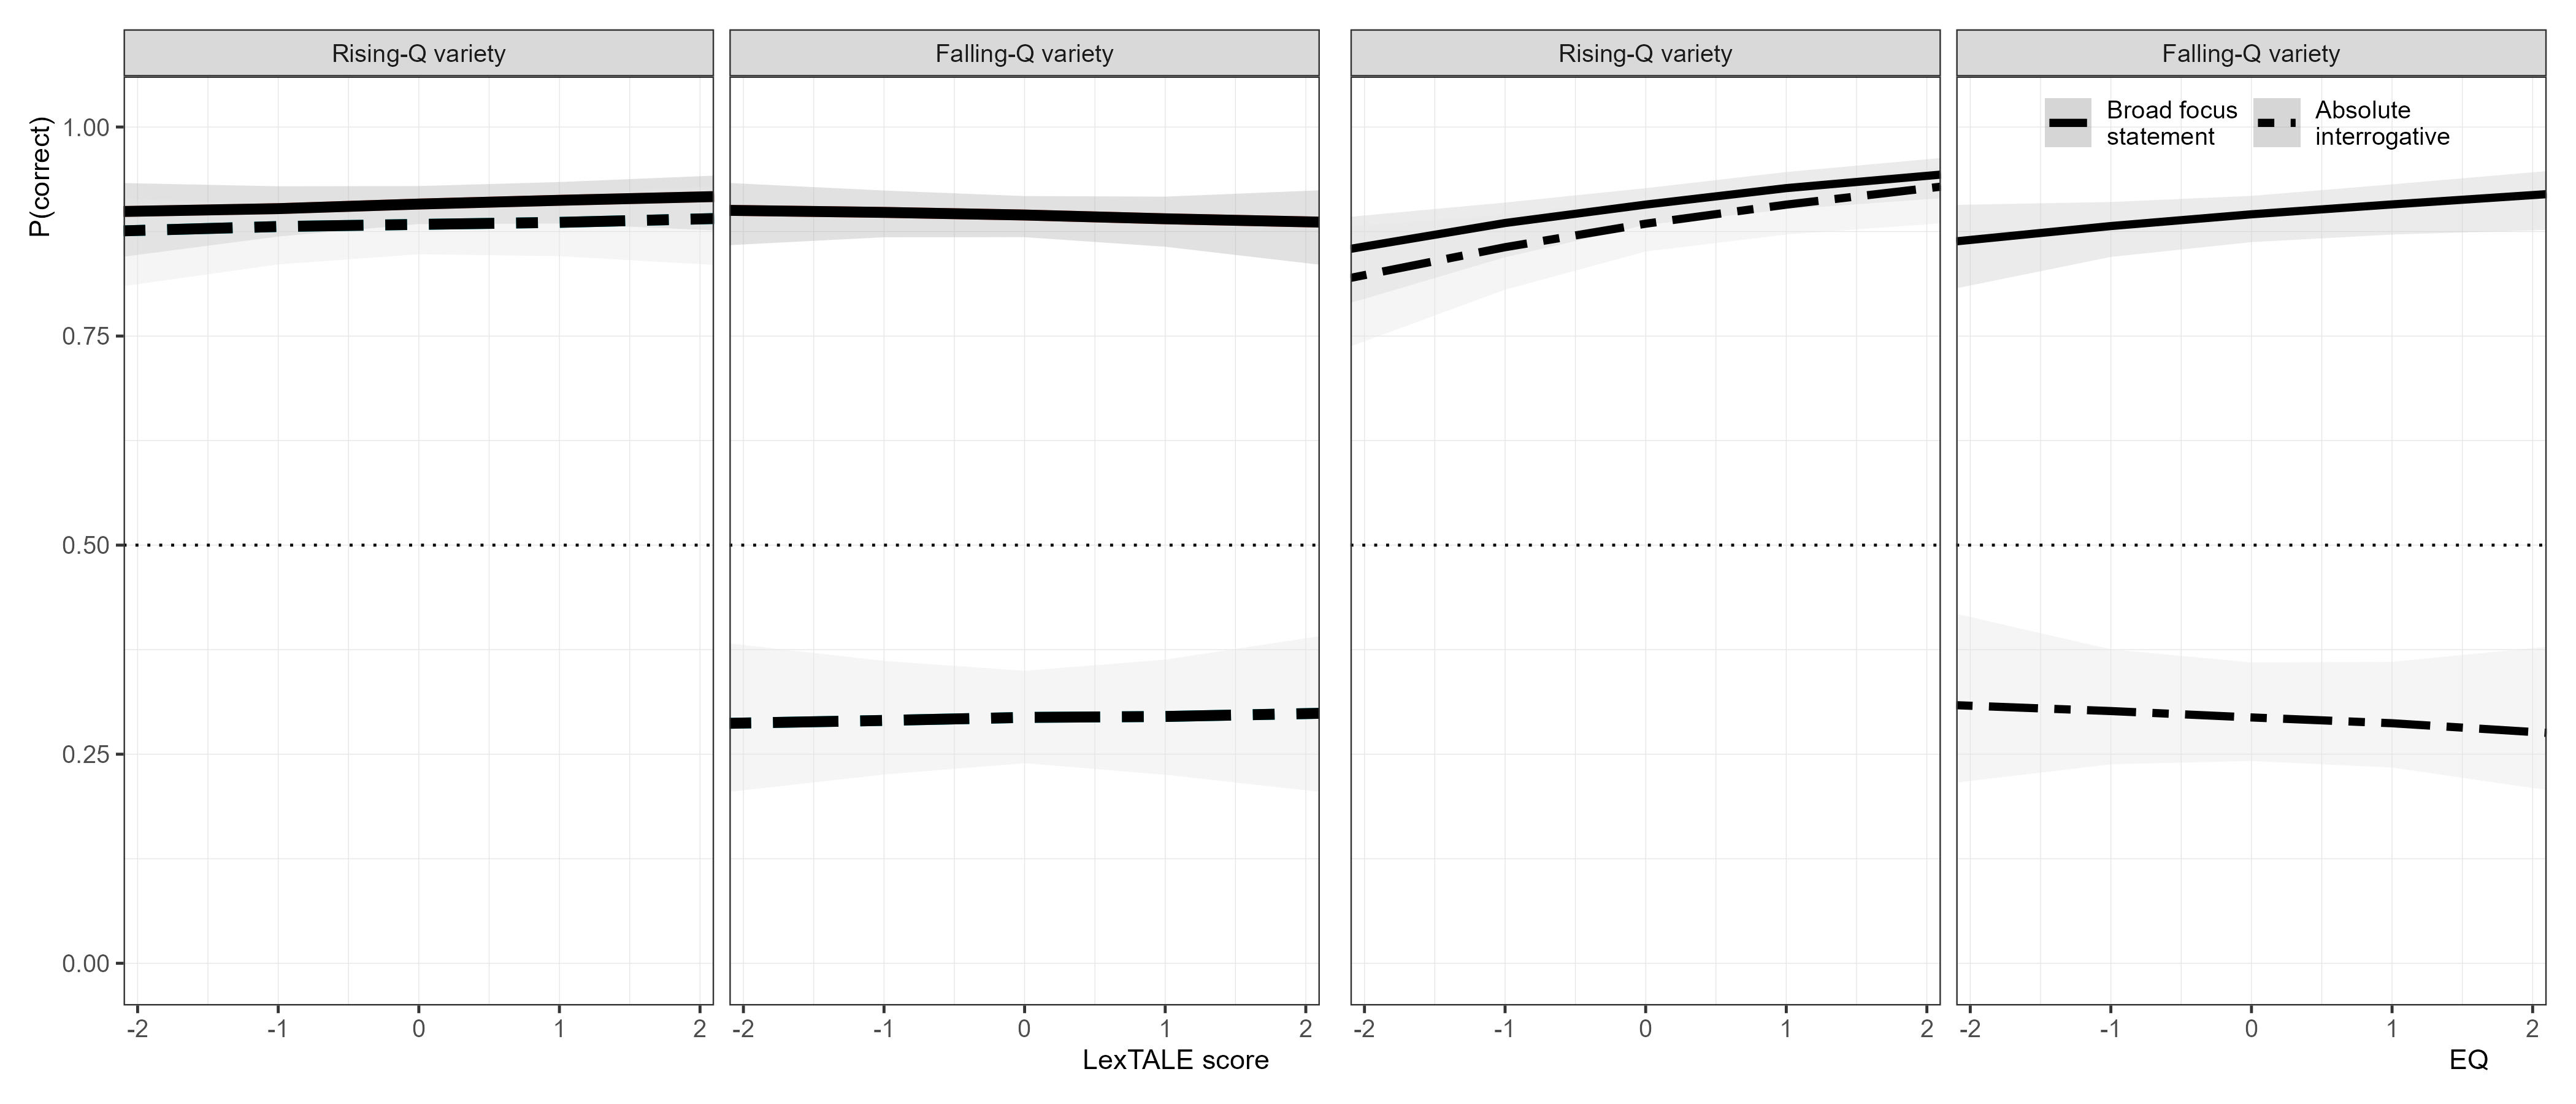 Rising-Q variety
Falling-Q variety
Rising-Q variety
Falling-Q variety
P(correct)
1.00
0.75
0.50
0.25
0.00
Broad focus
statement
Absolute
interrogative
-2 -1 0 1 2
-2 -1 0 1 2
-2 -1 0 1 2
-2 -1 0 1 2
LexTALE score
EQ